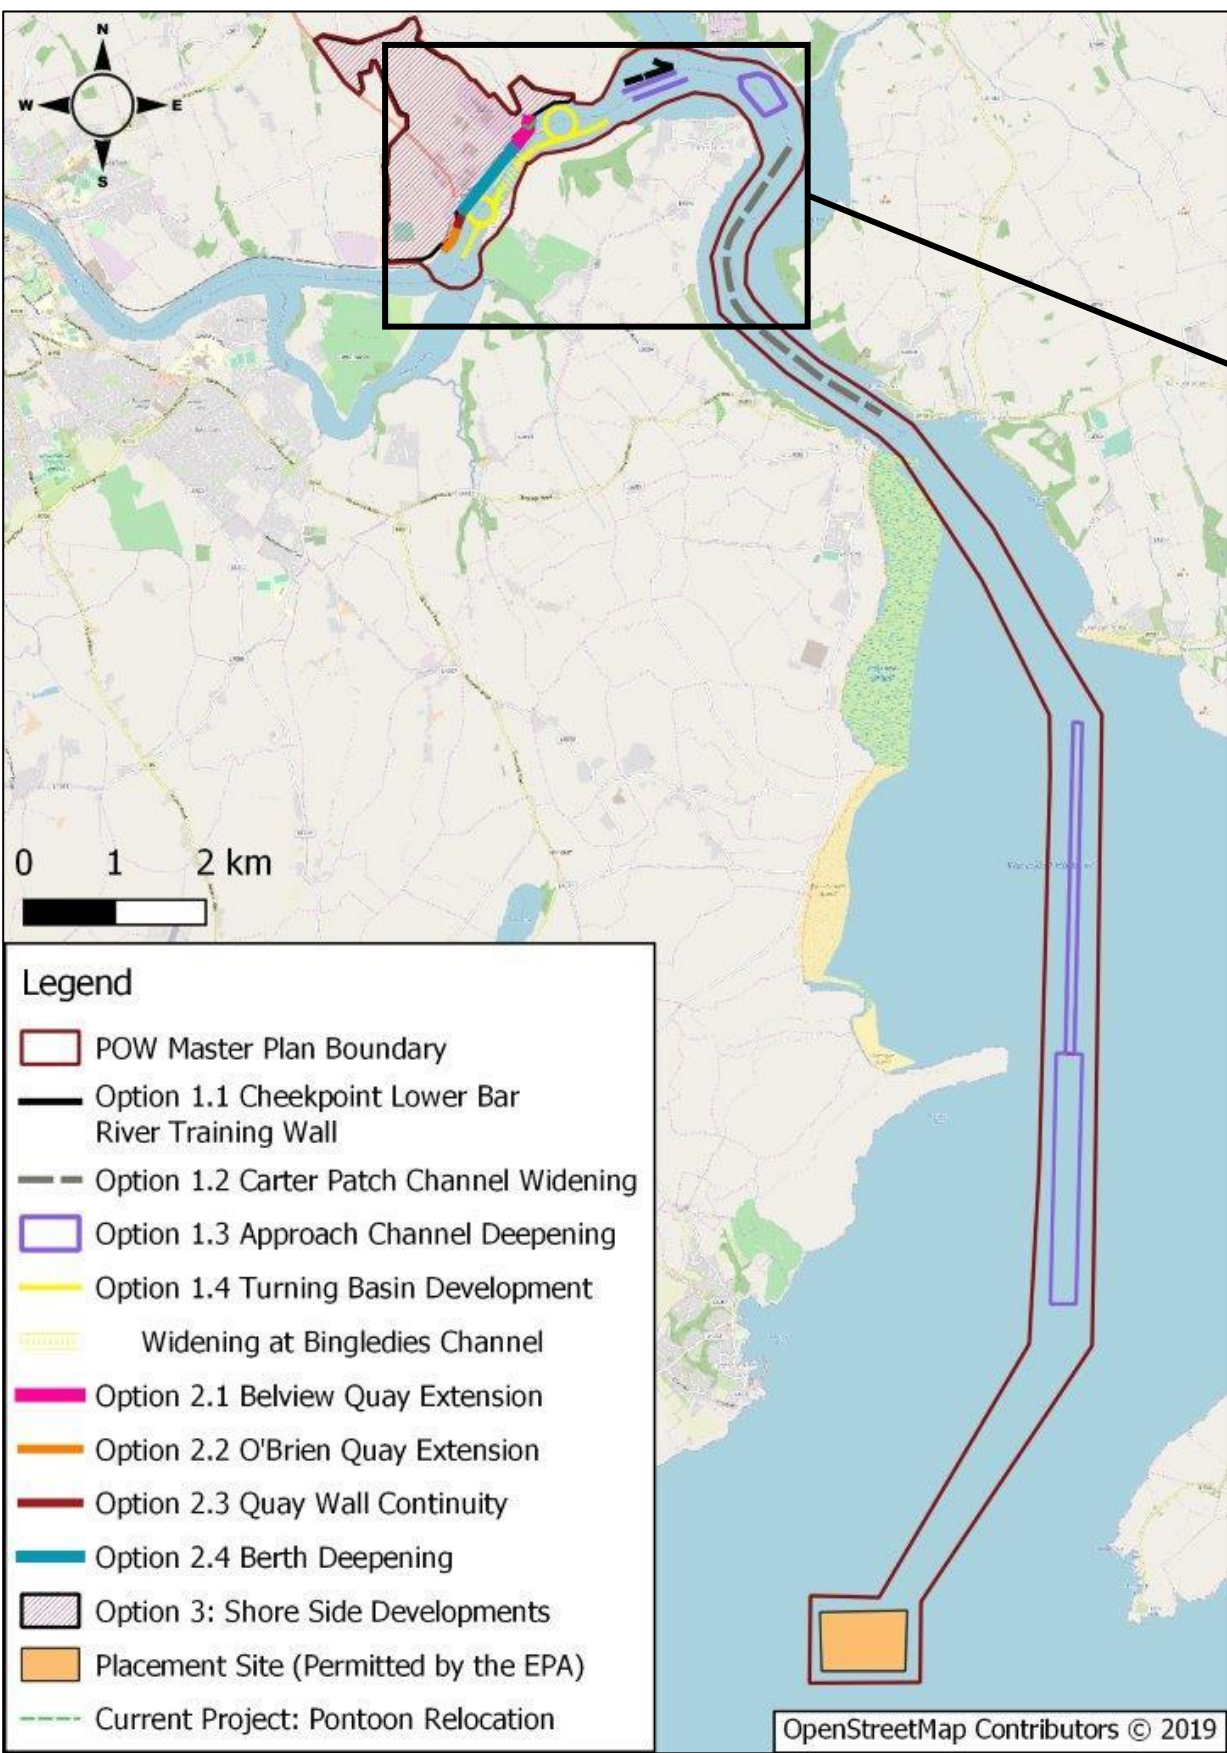 N
W E
S
0 1 2 km
Legend
POW Master Plan Boundary
Option 1.1 Cheekpoint Lower Bar
River Training Wall
Option 1.2 Carter Patch Channel Widening
Option 1.3 Approach Channel Deepening
Option 1.4 Turning Basin Development
Widening at Bingledies Channel
Option 2.1 Belview Quay Extension
Option 2.2 O'Brien Quay Extension
Option 2.3 Quay Wall Continuity
Option 2.4 Berth Deepening
Option 3: Shore Side Developments
Placement Site (Permitted by the EPA)
Current Project: Pontoon Relocation
OpenStreetMap Contributors © 2019